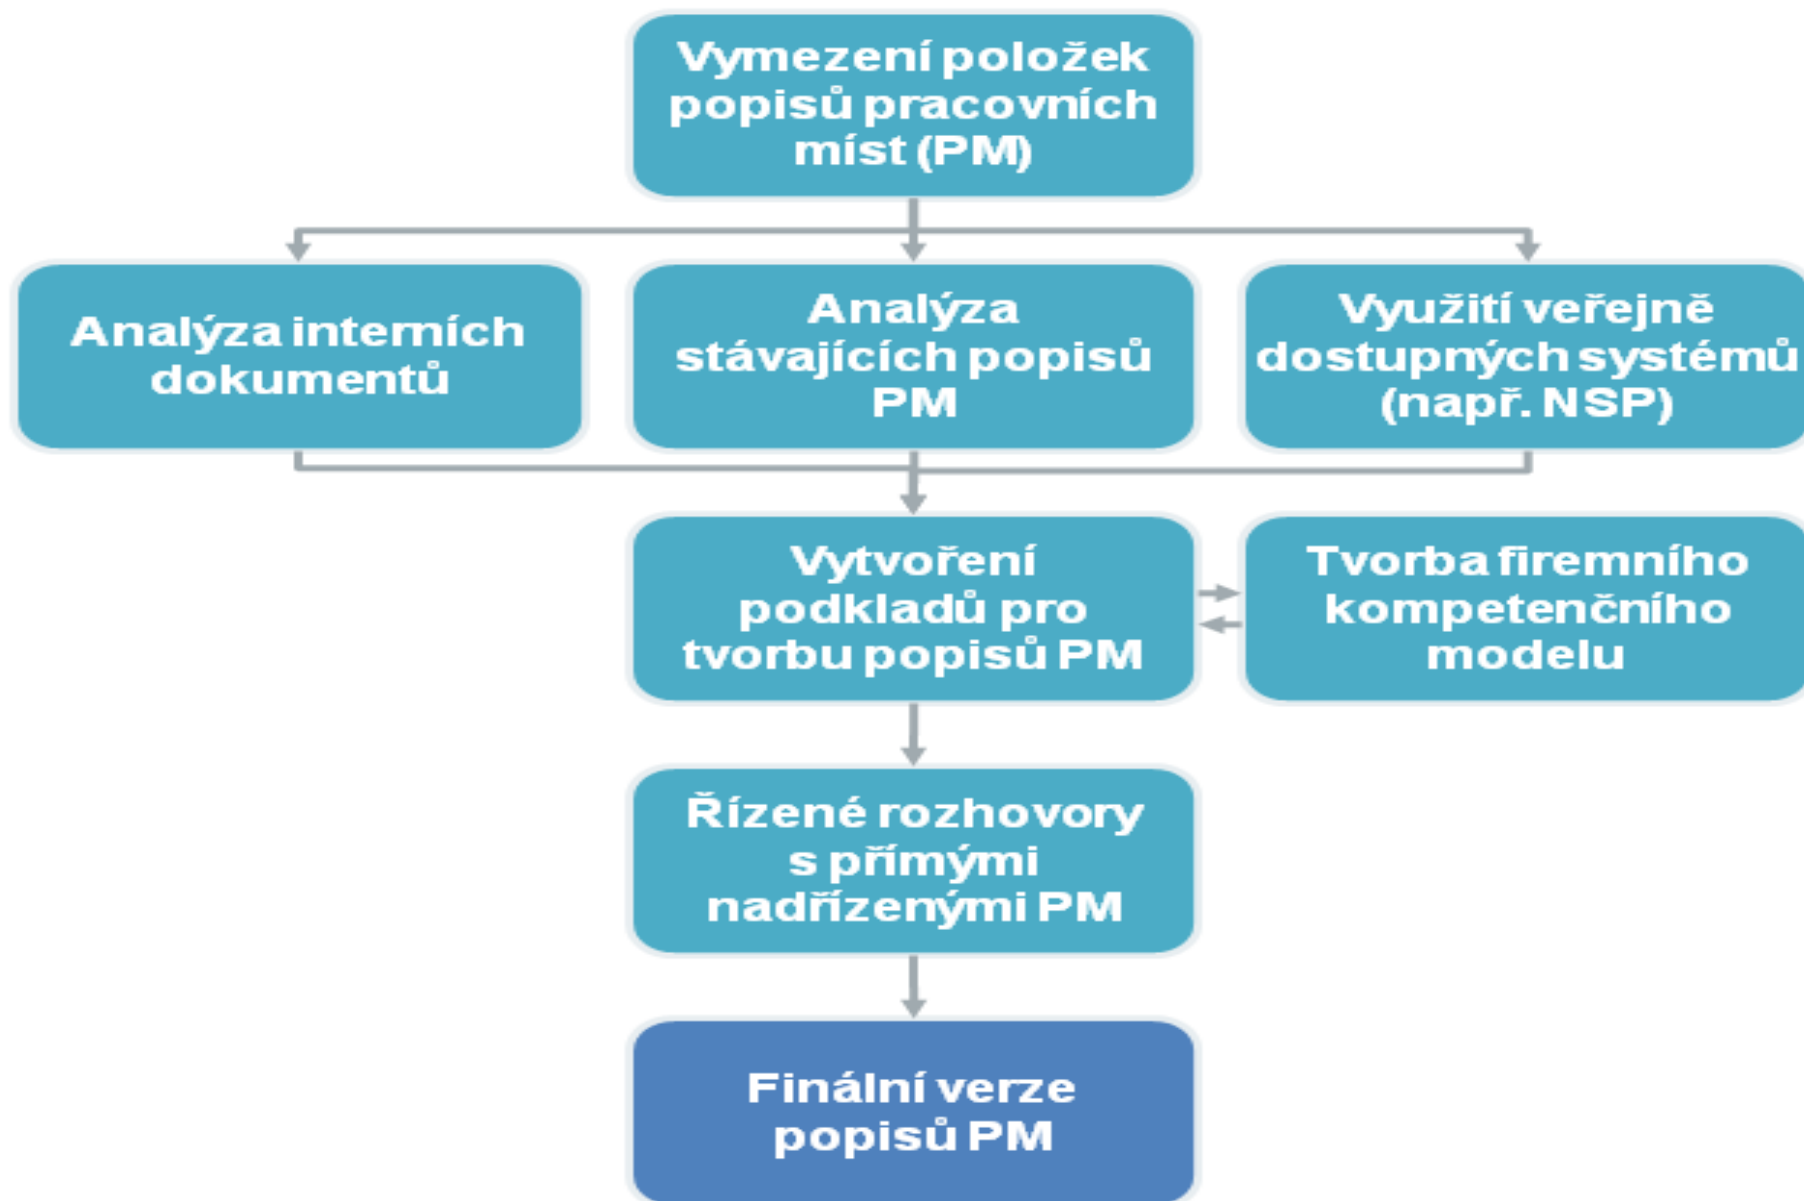 Vymezení položek
popisů pracovních
míst (PM)
Analýza interních
dokumentů
Analýza
stávajících popisů
PM
Využití veřejně
dostupných systémů
(např. NSP)
Vytvoření
podkladů pro
tvorbu popisů PM
Tvorba firemního
kompetenčního
modelu
Řízené rozhovory
s přímými
nadřízenými PM
Finální verze
popisů PM